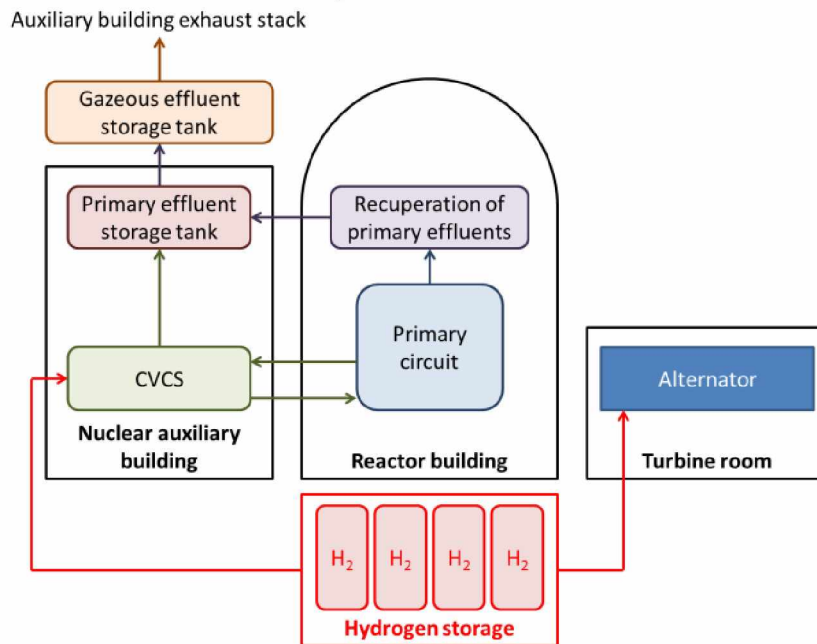 Auxiliary building exhaust stack
Gazeous effluent
storage tank
Primary effluent
storage tank
Recuperation of
primary effluents
Primary
circuit
CVCS
Alternator
Nuclear auxiliary
building
Reactor building
Turbine room
H₂
H₂
H₂
H₂
Hydrogen storage